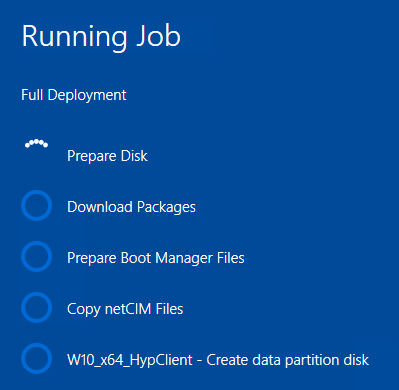 Running Job
Full Deployment
Prepare Disk
Download Packages
Prepare Boot Manager Files
Copy netCIM Files
W10_x64_HypClient - Create data partition disk